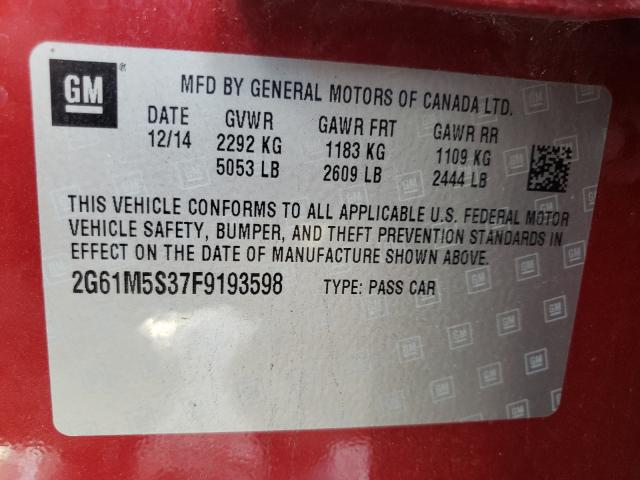 GM ®
MFD BY GENERAL MOTORS OF CANADA LTD.
DATE GVWR GAWR FRT GAWR RR
12/14 2292 KG 1183 KG 1109 KG
5053 LB 2609 LB 2444 LB
THIS VEHICLE CONFORMS TO ALL APPLICABLE U.S. FEDERAL MOTOR
VEHICLE SAFETY, BUMPER, AND THEFT PREVENTION STANDARDS IN
EFFECT ON THE DATE OF MANUFACTURE SHOWN ABOVE.
2G61M5S37F9193598 TYPE: PASS CAR